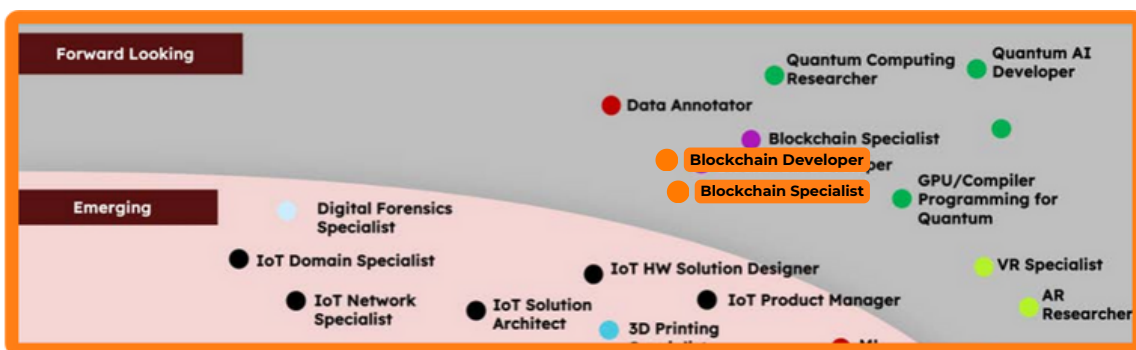 Forward Looking
Quantum Computing
Researcher
Quantum AI
Developer
Data Annotator
Blockchain Specialist
Blockchain Developer
Blockchain Specialist
GPU/Compiler
Programming for
Quantum
Emerging
Digital Forensics
Specialist
IoT Domain Specialist
IoT HW Solution Designer
VR Specialist
IoT Network
Specialist
IoT Solution
Architect
IoT Product Manager
AR
Researcher
3D Printing